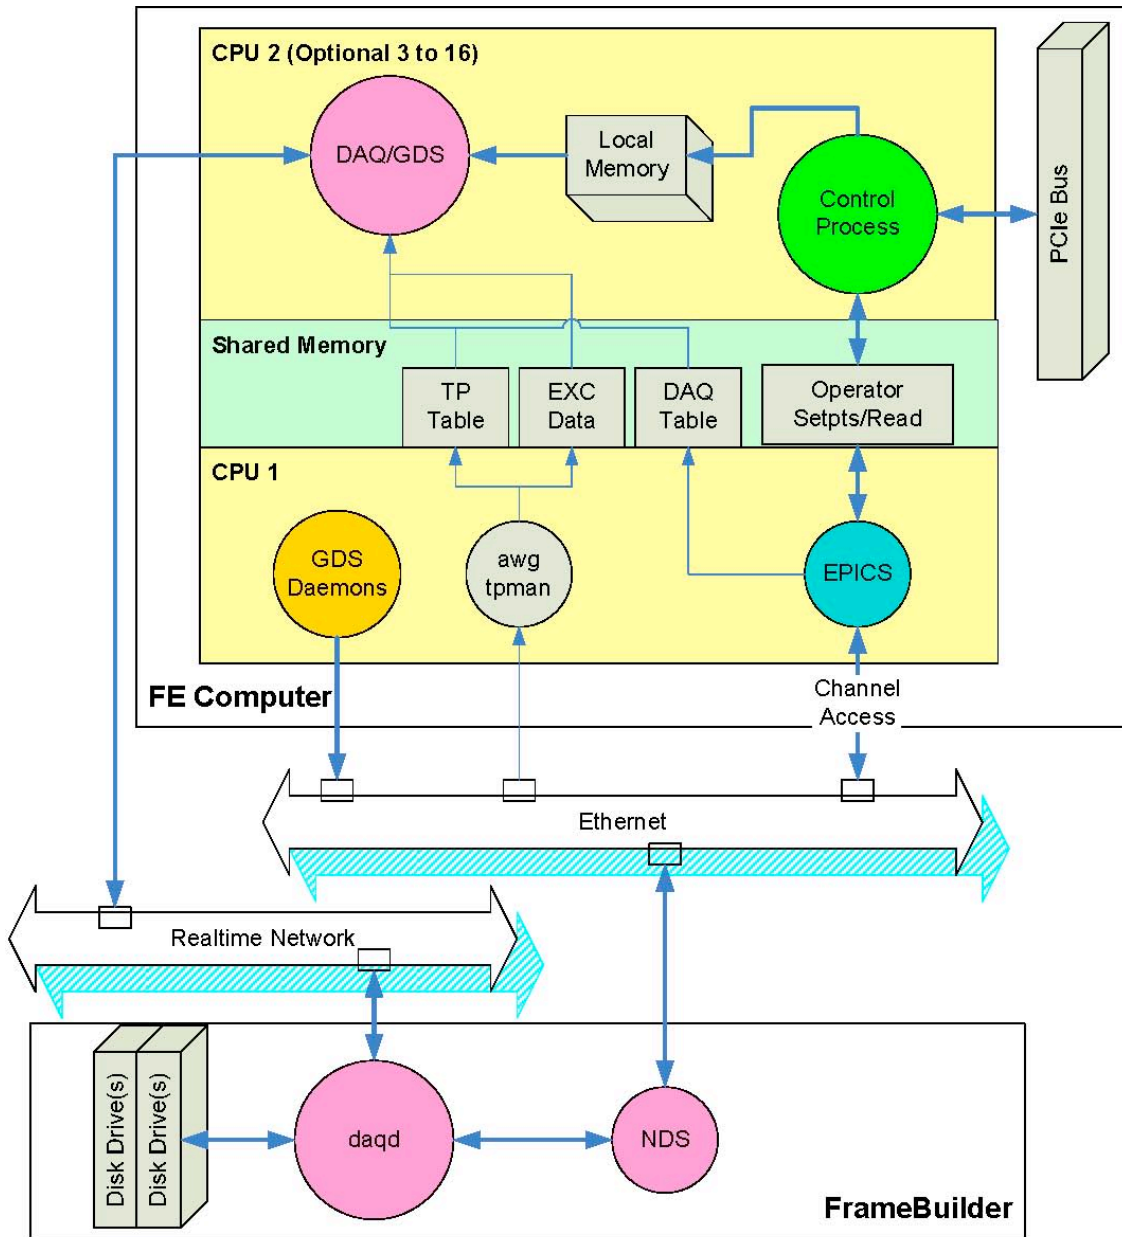 CPU 2 (Optional 3 to 16)
DAQ/GDS
Local
Memory
Control
Process
PCIe Bus
Shared Memory
TP
Table
EXC
Data
DAQ
Table
Operator
Setpts/Read
CPU 1
GDS
Daemons
awg
tpman
EPICS
FE Computer
Channel
Access
Ethernet
Realtime Network
Disk Drive(s)
Disk Drive(s)
daqd
NDS
FrameBuilder